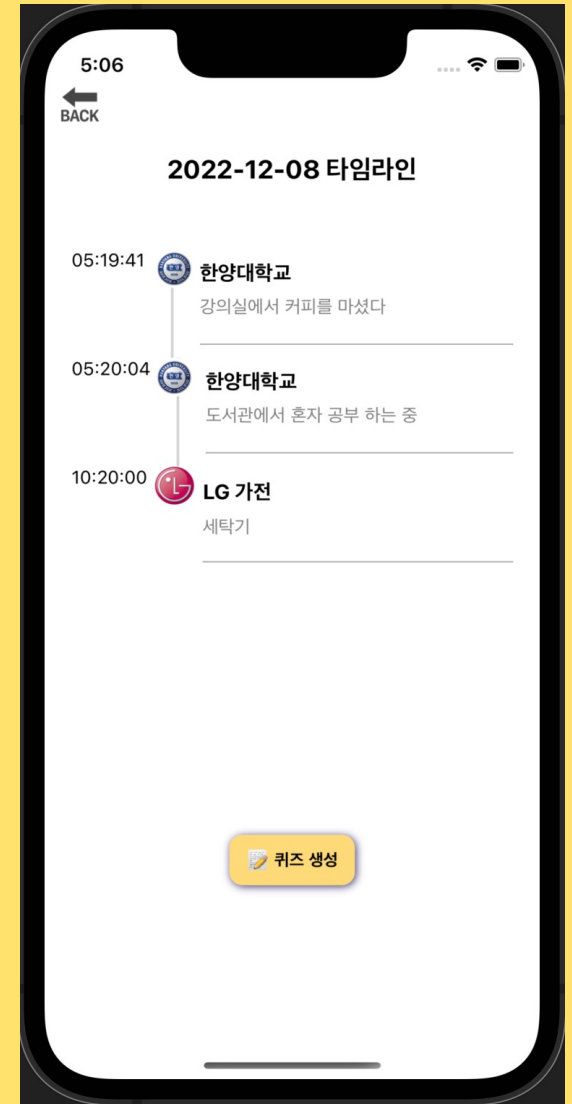 5:06
BACK
2022-12-08 타임라인
05:19:41
한양대학교
강의실에서 커피를 마셨다
05:20:04
한양대학교
도서관에서 혼자 공부 하는 중
10:20:00
LG 가전
세탁기
퀴즈 생성